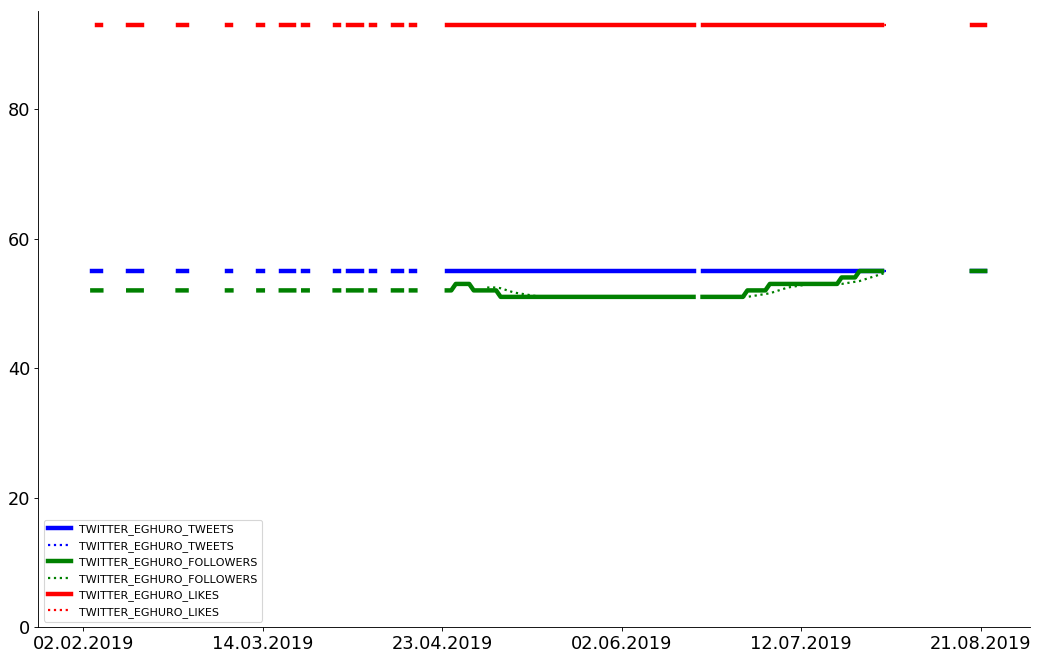 80
60
40
20
0
TWITTER_EGHURO_TWEETS
TWITTER_EGHURO_TWEETS
TWITTER_EGHURO_FOLLOWERS
TWITTER_EGHURO_FOLLOWERS
TWITTER_EGHURO_LIKES
TWITTER_EGHURO_LIKES
02.02.2019 14.03.2019 23.04.2019 02.06.2019 12.07.2019 21.08.2019